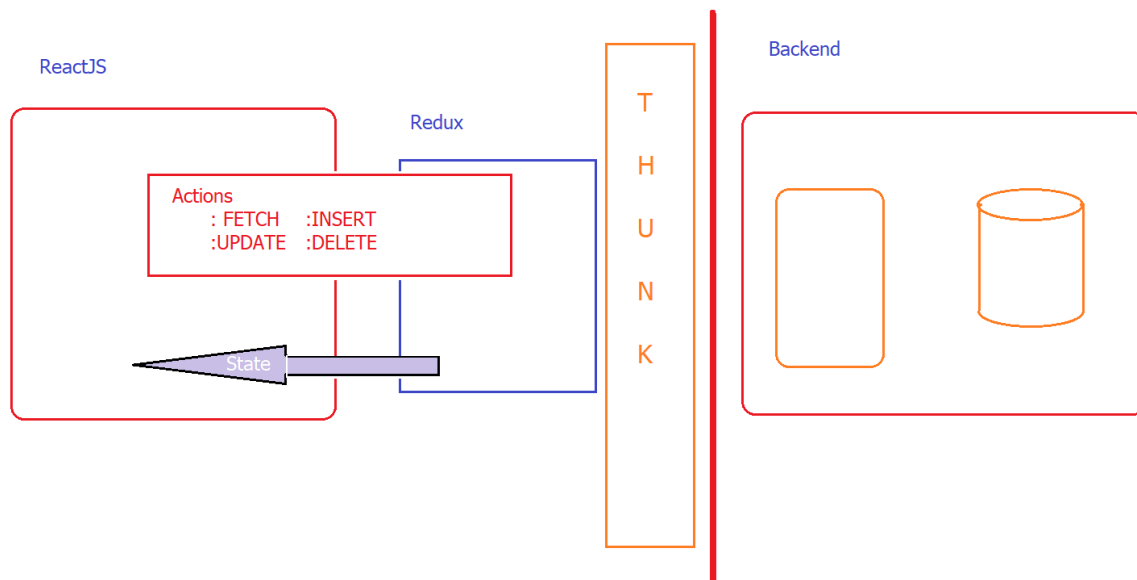 ReactJS
Redux
Actions
: FETCH :INSERT
:UPDATE :DELETE
State
T
H
U
N
K
Backend